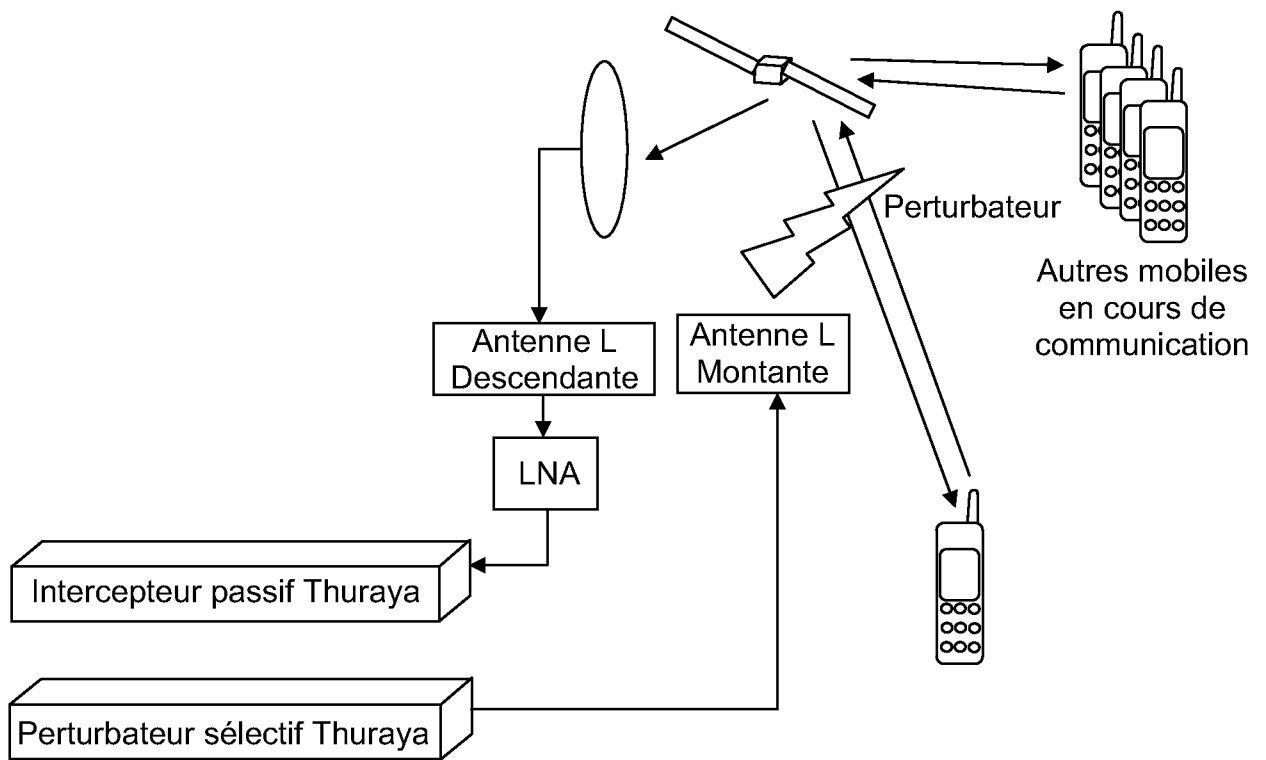 Perturbateur
Autres mobiles
en cours de
communication
Antenne L
Descendante
Antenne L
Montante
LNA
Intercepteur passif Thuraya
Perturbateur sélectif Thuraya